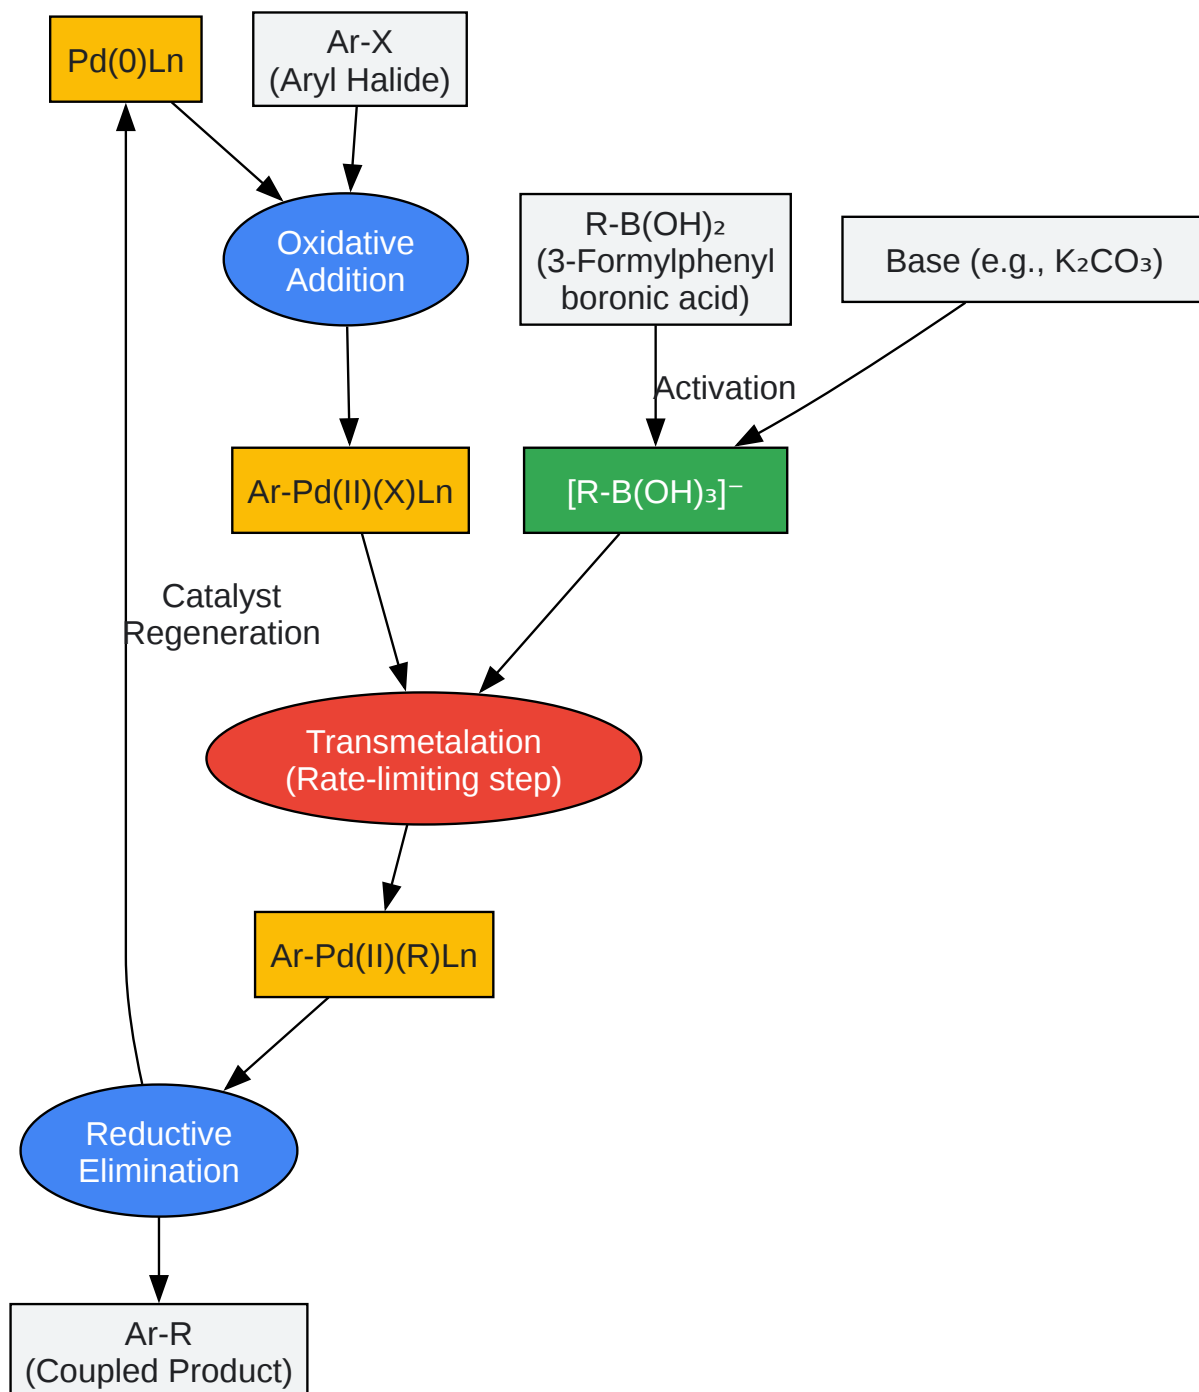 Pd(0)Ln
Ar-X
(Aryl Halide)
Oxidative
Addition
R-B(OH)₂
(3-Formylphenyl
boronic acid)
Base (e.g., K₂CO₃)
Activation
Ar-Pd(II)(X)Ln
[R-B(OH)₃]⁻
Catalyst
Regeneration
Transmetalation
(Rate-limiting step)
Ar-Pd(II)(R)Ln
Reductive
Elimination
Ar-R
(Coupled Product)